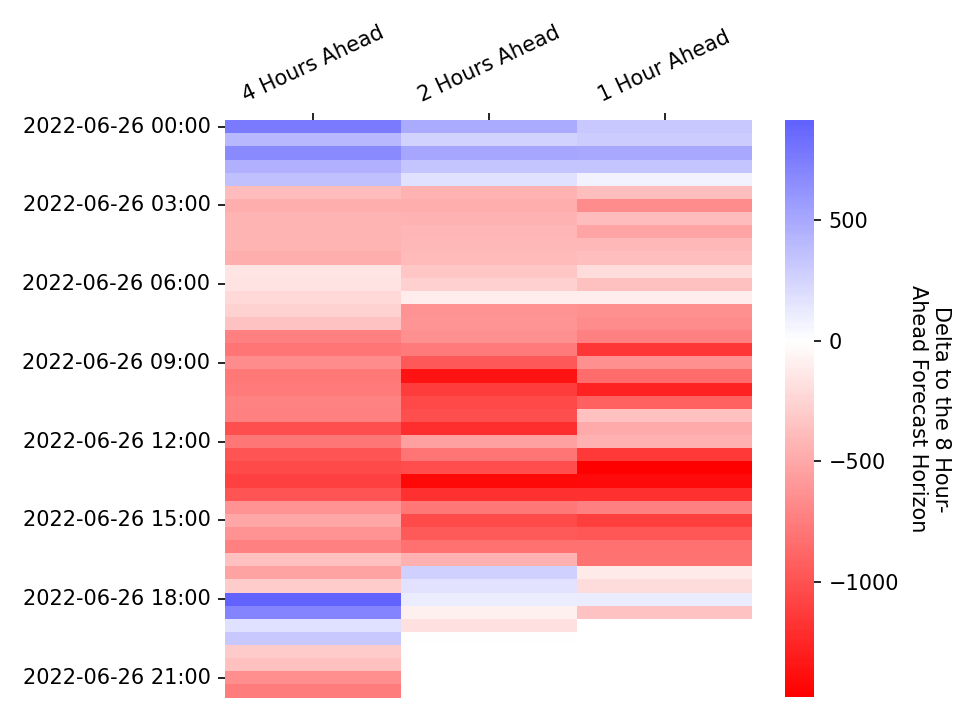 4 Hours Ahead
2 Hours Ahead
1 Hour Ahead
2022-06-26 00:00
2022-06-26 03:00
2022-06-26 06:00
2022-06-26 09:00
2022-06-26 12:00
2022-06-26 15:00
2022-06-26 18:00
2022-06-26 21:00
500
0
−500
−1000
Delta to the 8 Hour-
Ahead Forecast Horizon